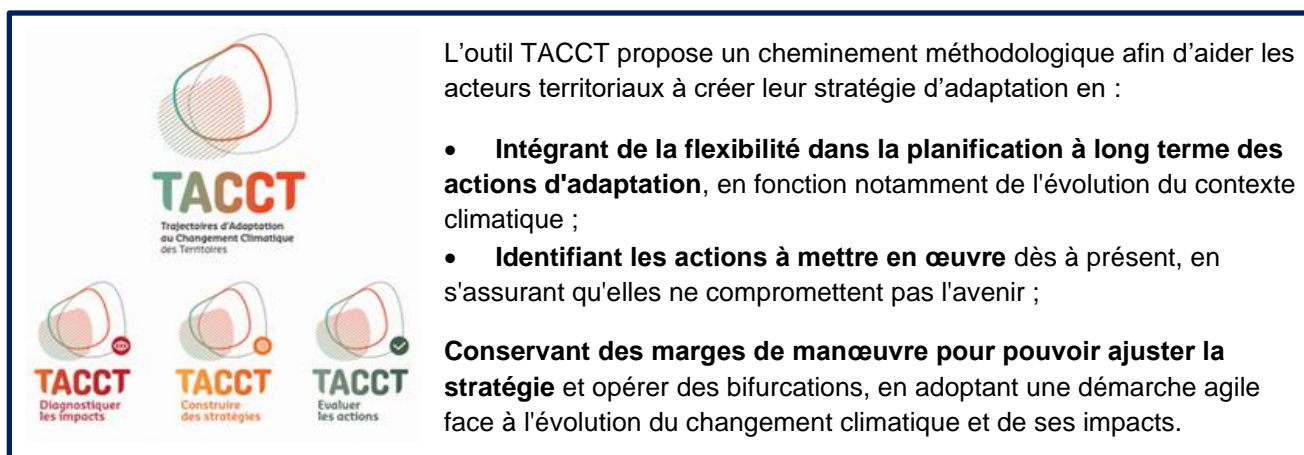 TACCT
Trajectoires d'Adaptation
au Changement Climatique
des Territoires
TACCT
Diagnostiquer
les impacts
TACCT
Construire
des stratégies
TACCT
Evaluer
les actions
L'outil TACCT propose un cheminement méthodologique afin d'aider les
acteurs territoriaux à créer leur stratégie d'adaptation en :
• Intégrant de la flexibilité dans la planification à long terme des
actions d'adaptation, en fonction notamment de l'évolution du contexte
climatique ;
• Identifiant les actions à mettre en œuvre dès à présent, en
s'assurant qu'elles ne compromettent pas l'avenir ;
Conservant des marges de manœuvre pour pouvoir ajuster la
stratégie et opérer des bifurcations, en adoptant une démarche agile
face à l'évolution du changement climatique et de ses impacts.